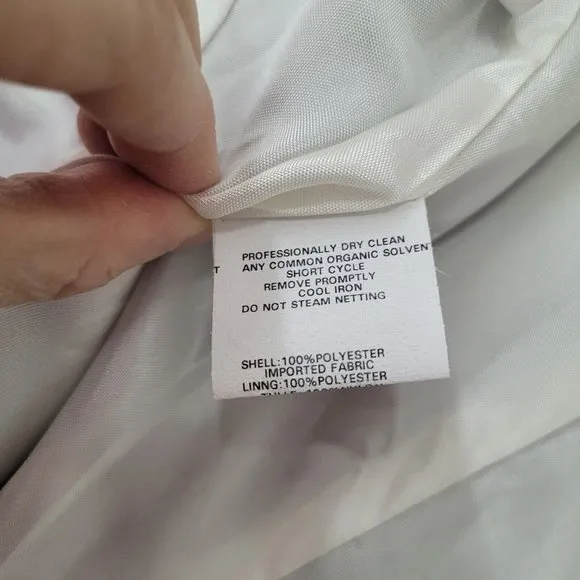 PROFESSIONALLY DRY CLEAN
T ANY COMMON ORGANIC SOLVENT
SHORT CYCLE
REMOVE PROMPTLY
COOL IRON
DO NOT STEAM NETTING
SHELL:100%POLYESTER
IMPORTED FABRIC
LINNG:100%POLYESTER